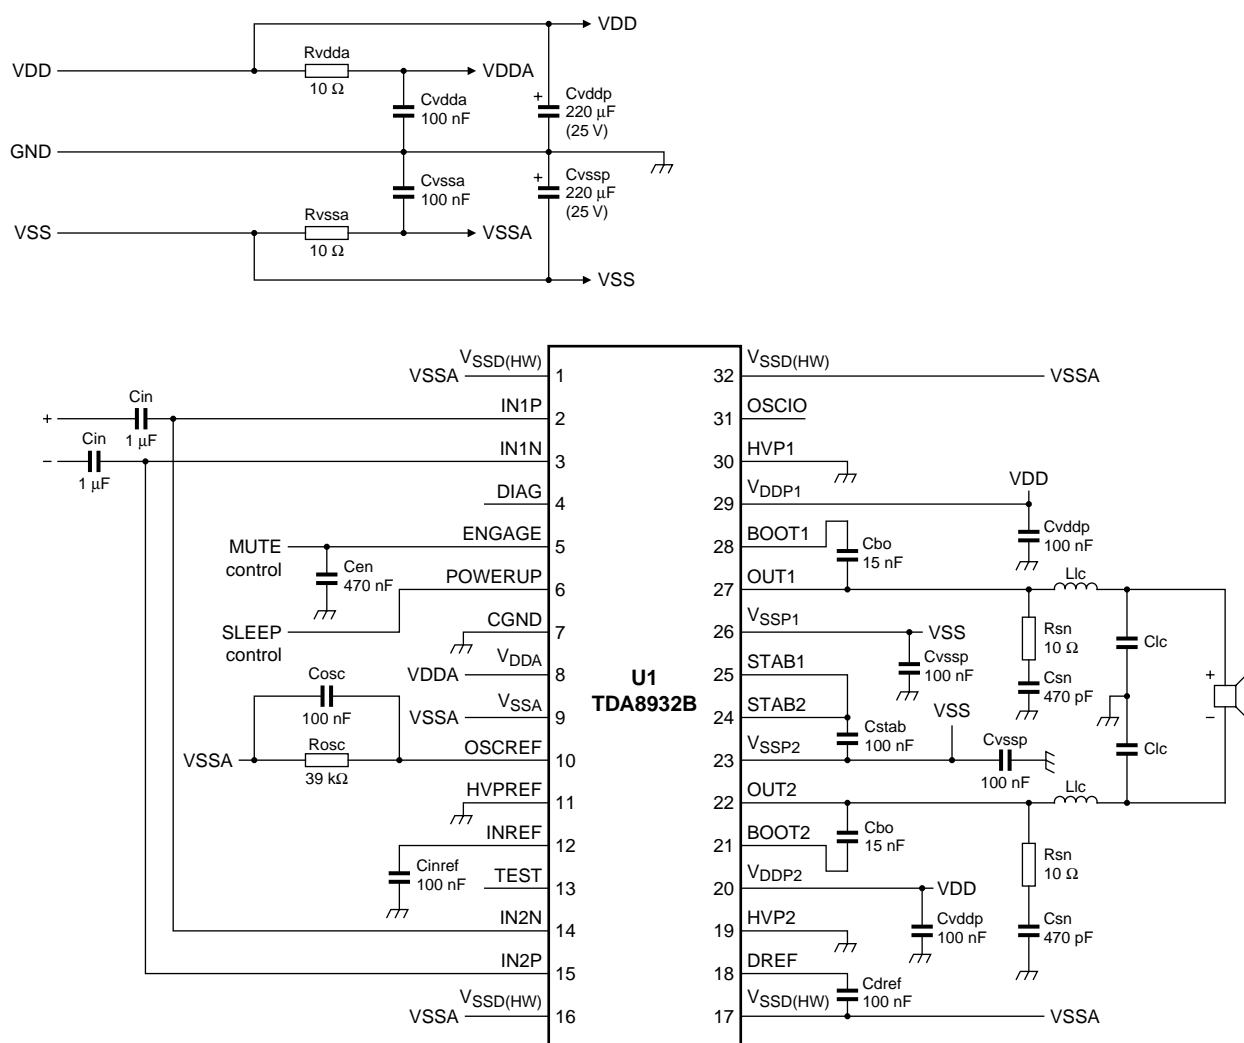 VDD
Rvdda
VDD
VDDA
10 Ω
Cvdda
100 nF
+
Cvddp
220 μF
(25 V)
GND
Cvssa
100 nF
+
Cvssp
220 μF
(25 V)
Rvssa
VSS
VSSA
10 Ω
VSS
VSSD(HW)
VSSA
1
Cin
+
1 μF
IN1P
2
Cin
−
1 μF
IN1N
3
DIAG
4
MUTE
control
ENGAGE
5
Cen
470 nF
POWERUP
6
SLEEP
control
CGND
7
VDDA
VDDA
8
Cosc
100 nF
VSSA
VSSA
9
VSSA
Rosc
39 kΩ
OSCREF
10
HVPREF
11
INREF
12
Cinref
100 nF
TEST
13
IN2N
14
IN2P
15
VSSD(HW)
VSSA
16
U1
TDA8932B
VSSD(HW)
32
VSSA
31
OSCIO
30
HVP1
VDD
29
VDDP1
Cvddp
100 nF
28
BOOT1
Cbo
15 nF
27
OUT1
Llc
26
VSSP1
VSS
Cvssp
100 nF
Rsn
10 Ω
Clc
25
STAB1
Csn
470 pF
+
−
24
STAB2
Cstab
100 nF
VSS
23
VSSP2
Cvssp
100 nF
Clc
22
OUT2
Llc
21
BOOT2
Cbo
15 nF
Rsn
10 Ω
20
VDDP2
VDD
Cvddp
100 nF
Csn
470 pF
19
HVP2
18
DREF
Cdref
100 nF
VSSD(HW)
17
VSSA